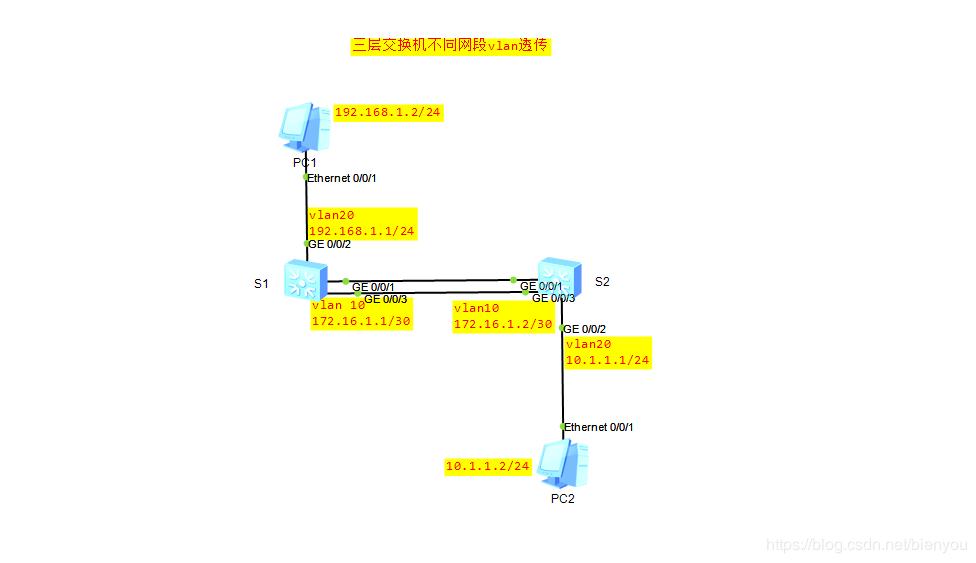 三层交换机不同网段vlan透传
192.168.1.2/24
PC1
Ethernet 0/0/1
vlan20
192.168.1.1/24
GE 0/0/2
S1
GE 0/0/1
GE 0/0/3
vlan 10
172.16.1.1/30
S2
GE 0/0/1
GE 0/0/3
vlan10
172.16.1.2/30
GE 0/0/2
vlan20
10.1.1.1/24
Ethernet 0/0/1
10.1.1.2/24
PC2
https://blog.csdn.net/bienyou